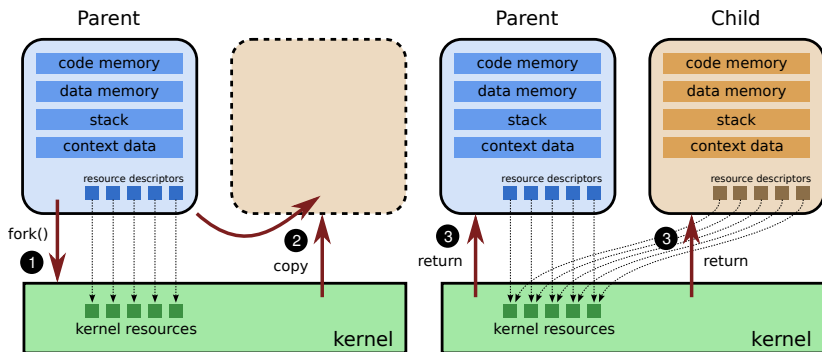 Parent
code memory
data memory
stack
context data
resource descriptors
fork()
1
2
copy
kernel resources
kernel
Parent
Child
code memory
code memory
data memory
data memory
stack
stack
context data
context data
resource descriptors
resource descriptors
3
return
3
return
kernel resources
kernel